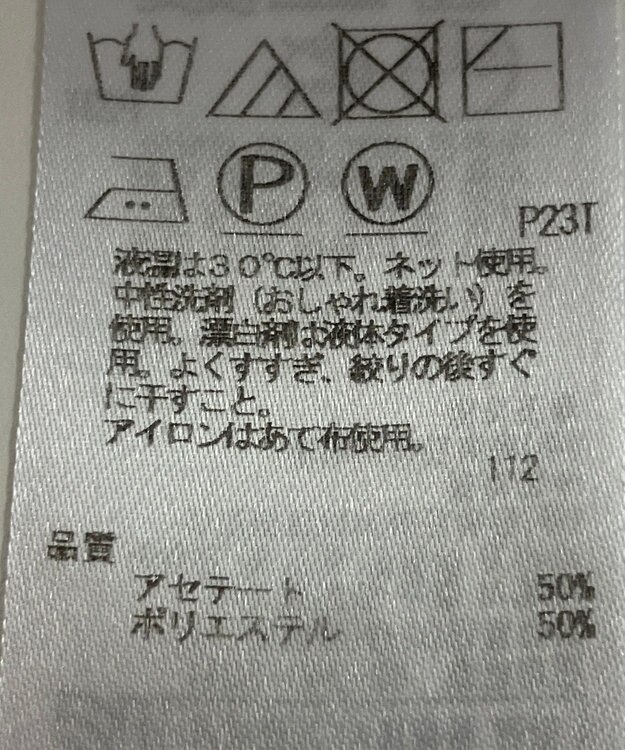 P
W
P23T
液温は30℃以下。ネット使用。
中性洗剤（おしゃれ着洗い）を
使用。漂白剤は液体タイプを使
用。よくすすぎ、絞りの後すぐ
に干すこと。
アイロンはあて布使用。
112
品質
アセテート 50%
ポリエステル 50%